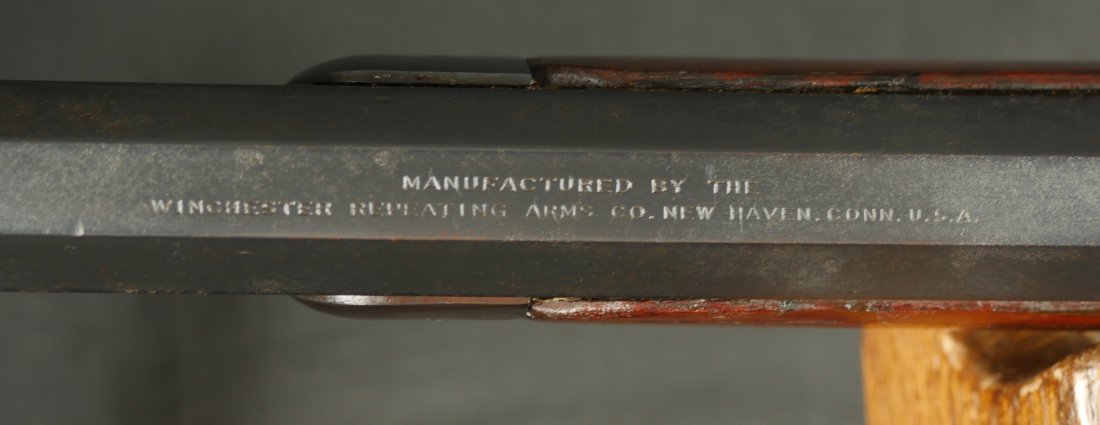 MANUFACTURED BY THE
WINCHESTER REPEATING ARMS CO. NEW HAVEN. CONN. U.S.A.